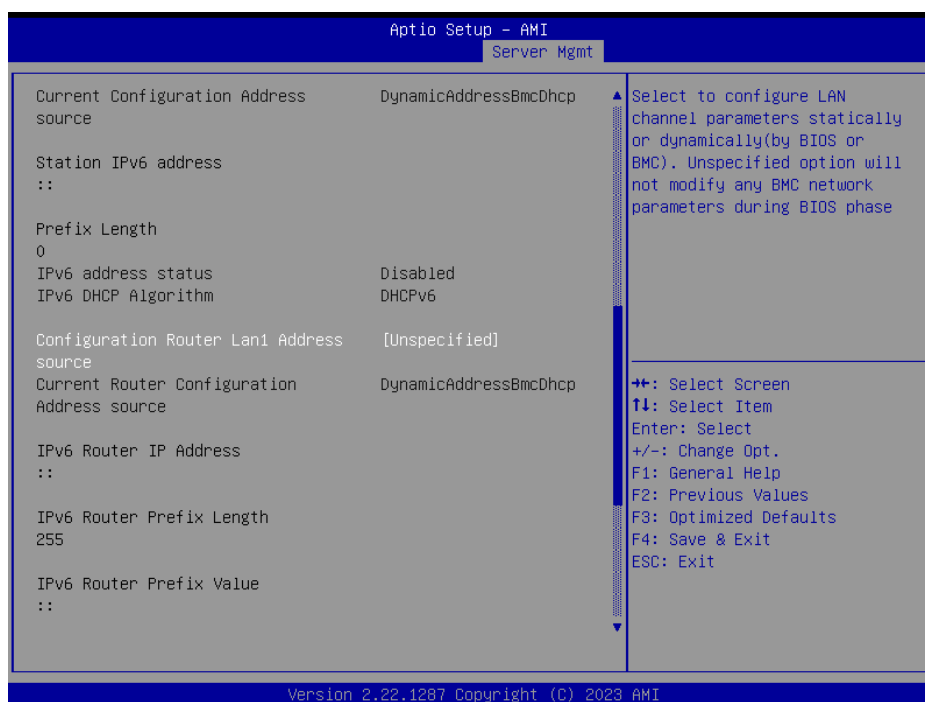 Aptio Setup – AMI
Server Mgmt
Current Configuration Address DynamicAddressBmcDhcp
source
Station IPv6 address
::
Prefix Length
0
IPv6 address status Disabled
IPv6 DHCP Algorithm DHCPv6
Configuration Router Lan1 Address [Unspecified]
source
Current Router Configuration DynamicAddressBmcDhcp
Address source
IPv6 Router IP Address
::
IPv6 Router Prefix Length
255
IPv6 Router Prefix Value
::
Select to configure LAN
channel parameters statically
or dynamically(by BIOS or
BMC). Unspecified option will
not modify any BMC network
parameters during BIOS phase
→←: Select Screen
↑↓: Select Item
Enter: Select
+/-: Change Opt.
F1: General Help
F2: Previous Values
F3: Optimized Defaults
F4: Save & Exit
ESC: Exit
Version 2.22.1287 Copyright (C) 2023 AMI